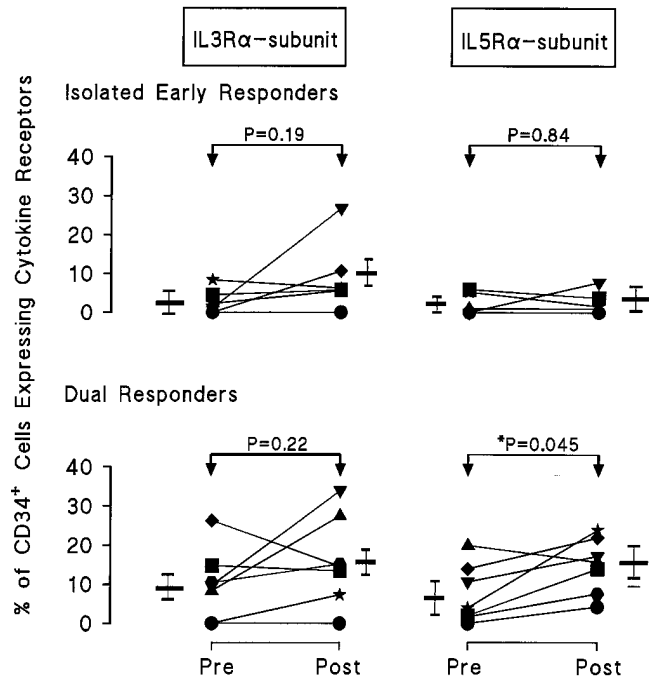 IL3Rα-subunit
IL5Rα-subunit
Isolated Early Responders
P=0.19
P=0.84
40
30
20
10
0
Dual Responders
P=0.22
*P=0.045
40
30
20
10
0
Pre
Post
Pre
Post
% of CD34+ Cells Expressing Cytokine Receptors